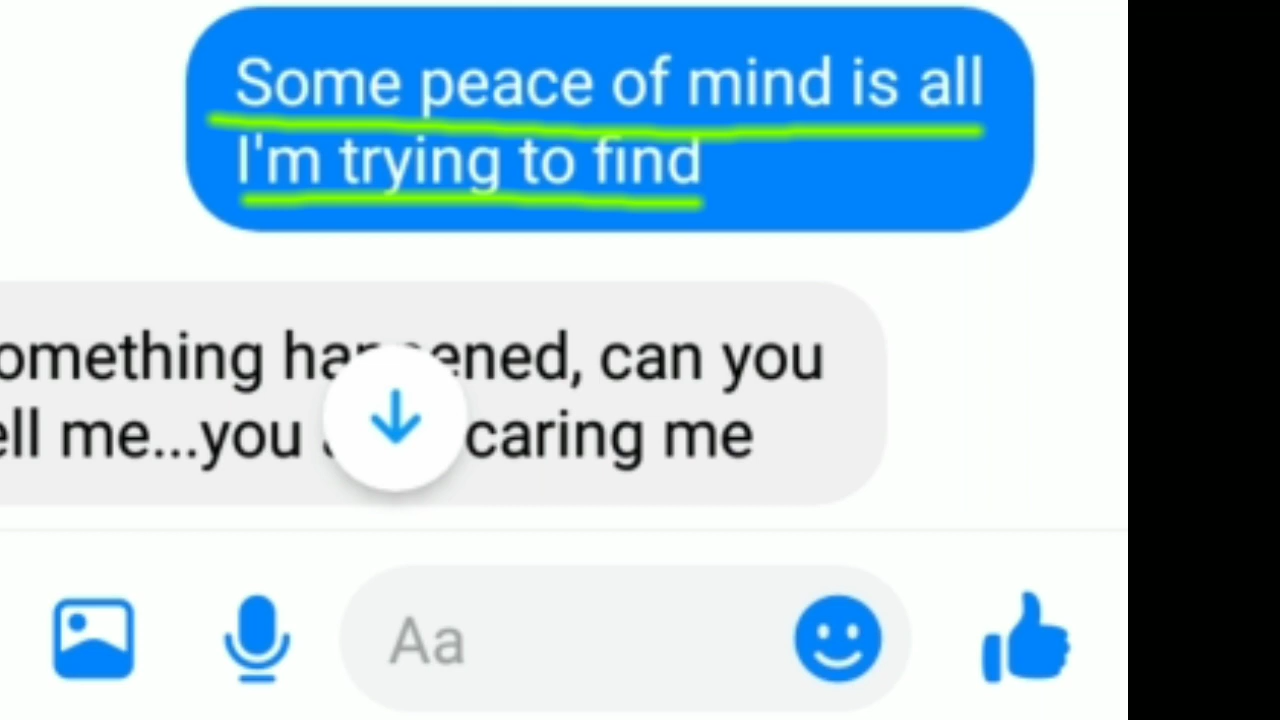 Some peace of mind is all
I'm trying to find
omething ened, can you
ell me...you caring me
Aa